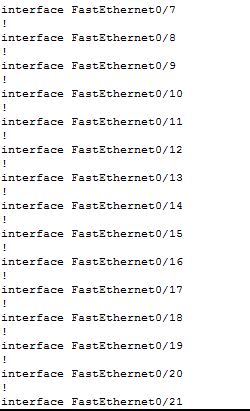 interface FastEthernet0/7
!
interface FastEthernet0/8
!
interface FastEthernet0/9
!
interface FastEthernet0/10
!
interface FastEthernet0/11
!
interface FastEthernet0/12
!
interface FastEthernet0/13
!
interface FastEthernet0/14
!
interface FastEthernet0/15
!
interface FastEthernet0/16
!
interface FastEthernet0/17
!
interface FastEthernet0/18
!
interface FastEthernet0/19
!
interface FastEthernet0/20
!
interface FastEthernet0/21